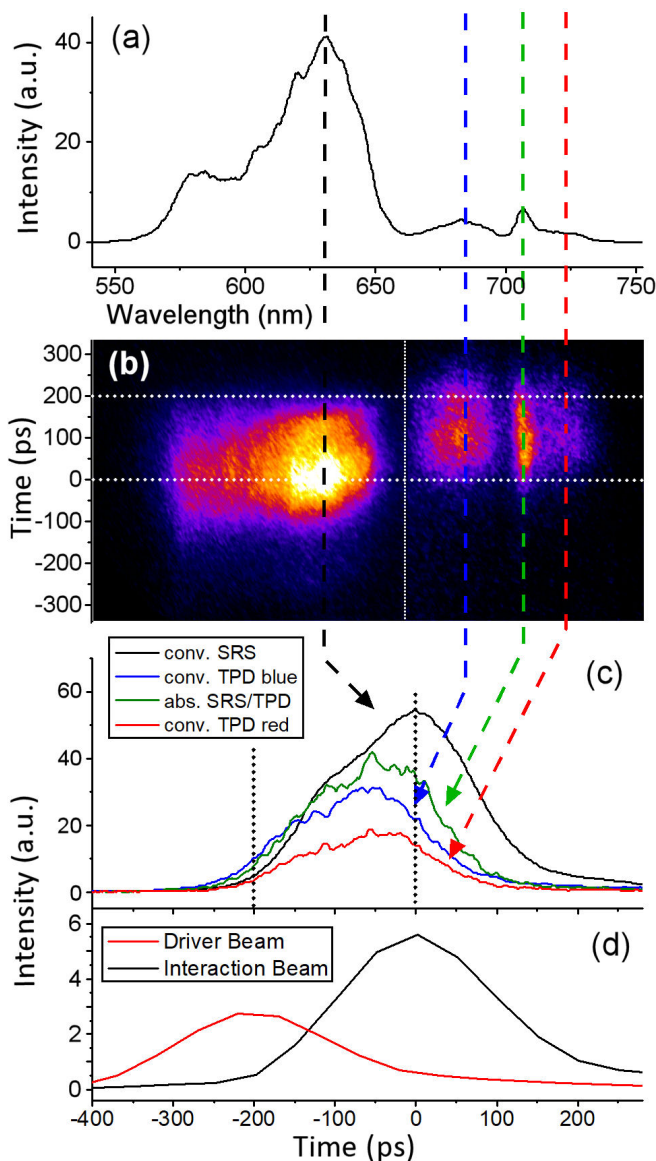 (a)
Intensity (a.u.)
40
20
0
550
600
650
700
750
Wavelength (nm)
(b)
Time (ps)
300
200
100
0
-100
-200
-300
conv. SRS
conv. TPD blue
abs. SRS/TPD
conv. TPD red
(c)
Intensity (a.u.)
60
40
20
0
Driver Beam
Interaction Beam
(d)
6
4
2
0
-400
-300
-200
-100
0
100
200
Time (ps)